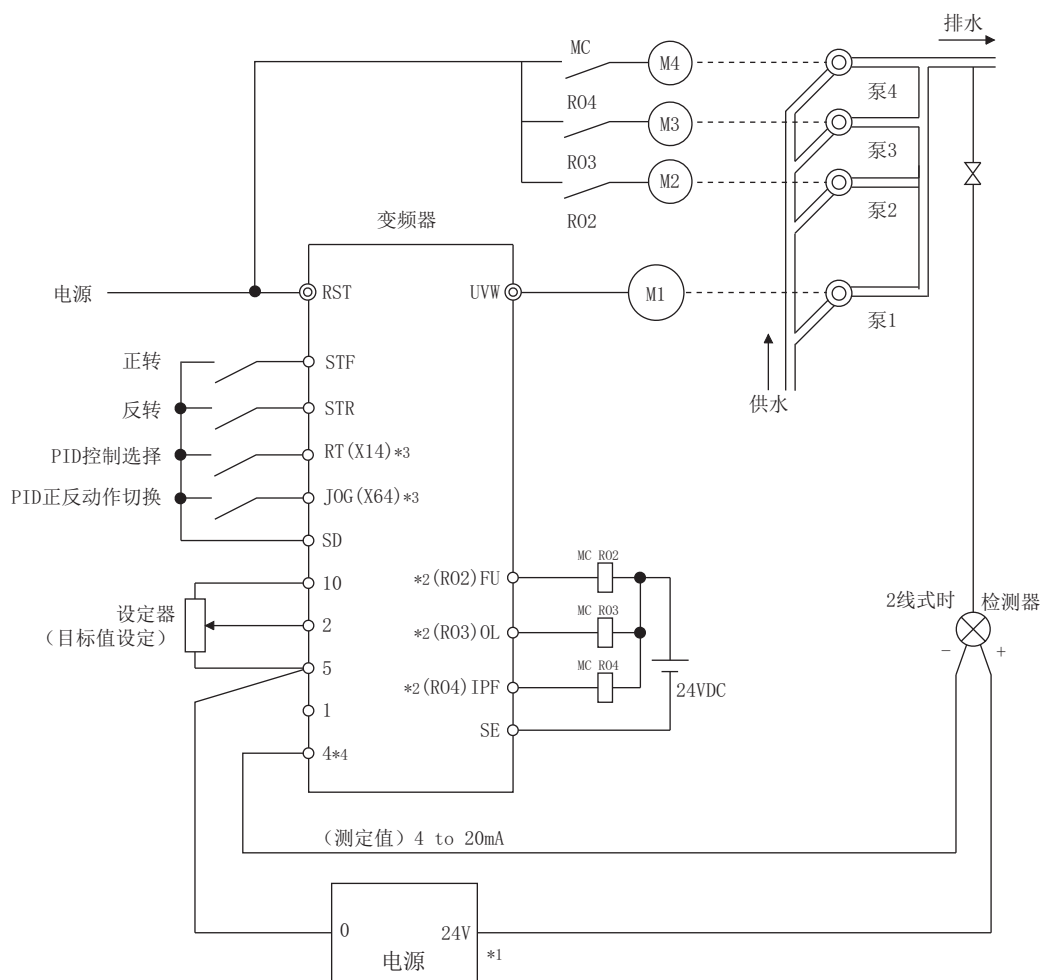 排水
MC
M4
泵4
RO4
M3
泵3
RO3
M2
泵2
RO2
变频器
电源
RST
UVW
M1
泵1
正转
STF
供水
反转
STR
PID控制选择
RT(X14)*3
PID正反动作切换
JOG(X64)*3
SD
MC RO2
10
*2(RO2)FU
设定器
（目标值设定）
2
MC RO3
*2(RO3)OL
2线式时
检测器
- +
5
MC RO4
*2(RO4)IPF
24VDC
1
SE
4*4
（测定值）4 to 20mA
0
24V
*1
电源